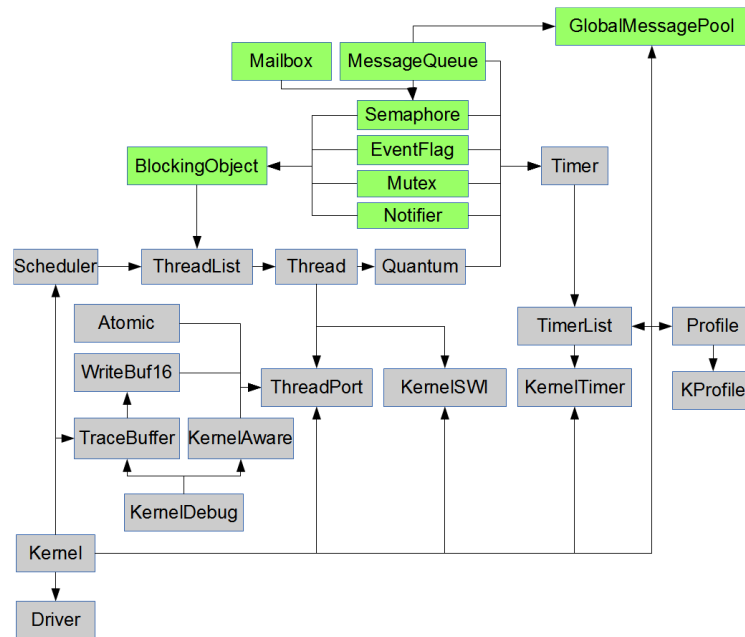 GlobalMessagePool
Mailbox
MessageQueue
Semaphore
EventFlag
BlockingObject
Timer
Mutex
Notifier
Scheduler
ThreadList
Thread
Quantum
Atomic
TimerList
Profile
WriteBuf16
ThreadPort
KernelSWI
KernelTimer
KProfile
TraceBuffer
KernelAware
KernelDebug
Kernel
Driver